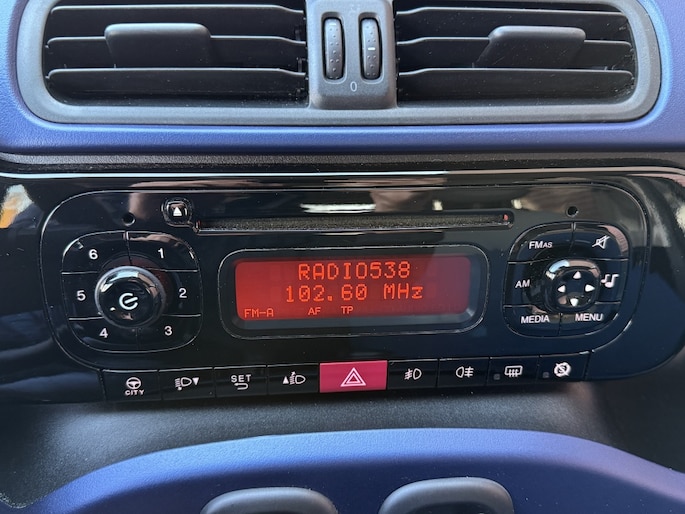 0
6 1
5 2
4 3
RADIO538
102.60 MHz
FM-A AF TP
FMAS
AM
MEDIA MENU
CITY
SET